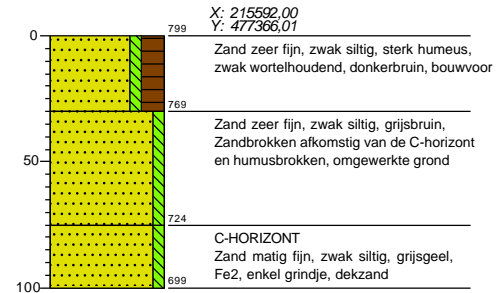 X: 215592,00
Y: 477366,01
0
799
Zand zeer fijn, zwak siltig, sterk humeus,
zwak wortelhoudend, donkerbruin, bouwvoor
769
Zand zeer fijn, zwak siltig, grijsbruin,
Zandbrokken afkomstig van de C-horizont
en humusbrokken, omgewerkte grond
50
724
C-HORIZONT
Zand matig fijn, zwak siltig, grijsgeel,
Fe2, enkel grindje, dekzand
100
699